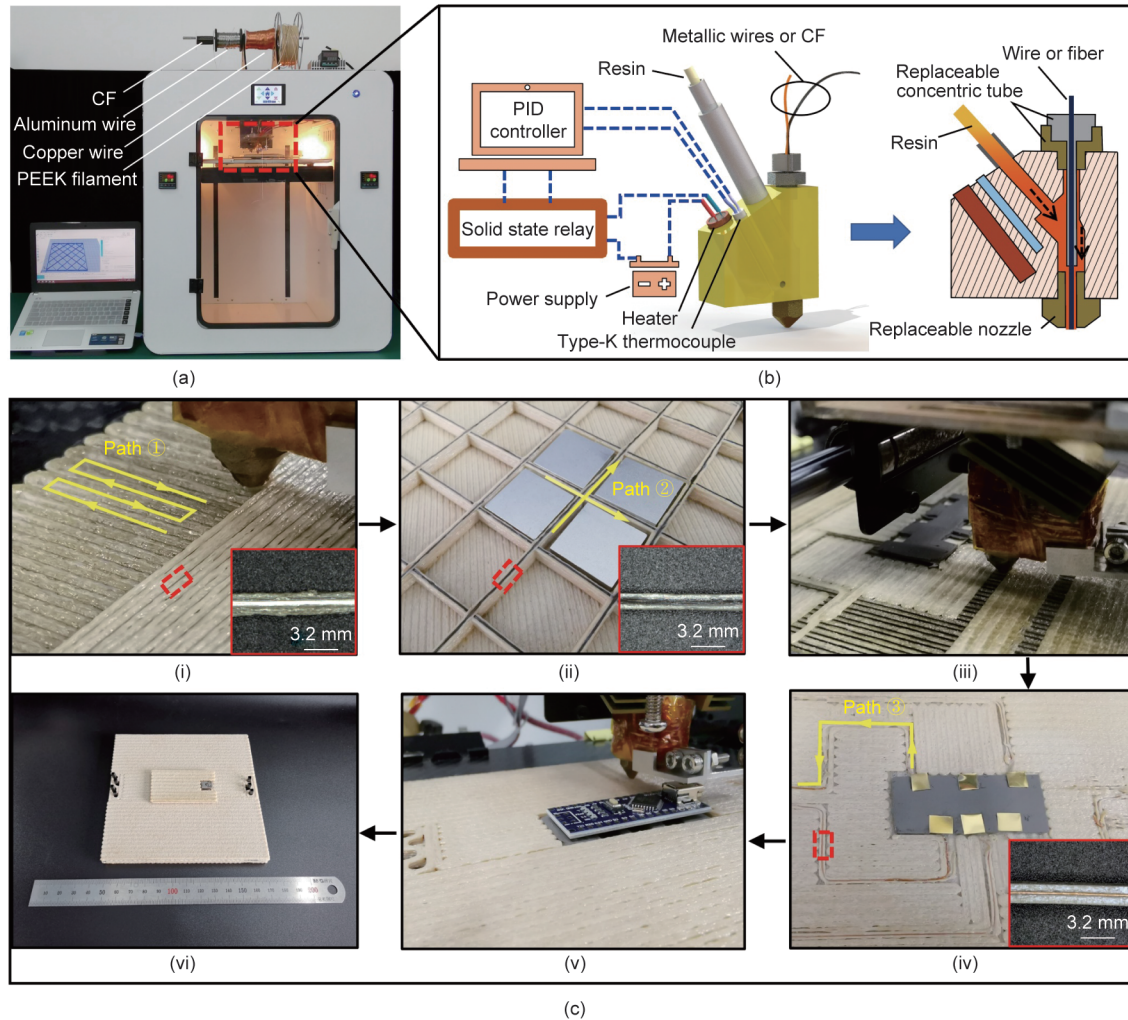 CF
Aluminum wire
Copper wire
PEEK filament
(a)
Metallic wires or CF
Resin
PID
controller
Solid state relay
Power supply
Heater
Type-K thermocouple
Wire or fiber
Replaceable
concentric tube
Resin
Replaceable nozzle
(b)
Path ①
3.2 mm
(i)
Path ②
3.2 mm
(ii)
(iii)
Path ③
3.2 mm
(iv)
(v)
100
(vi)
(c)